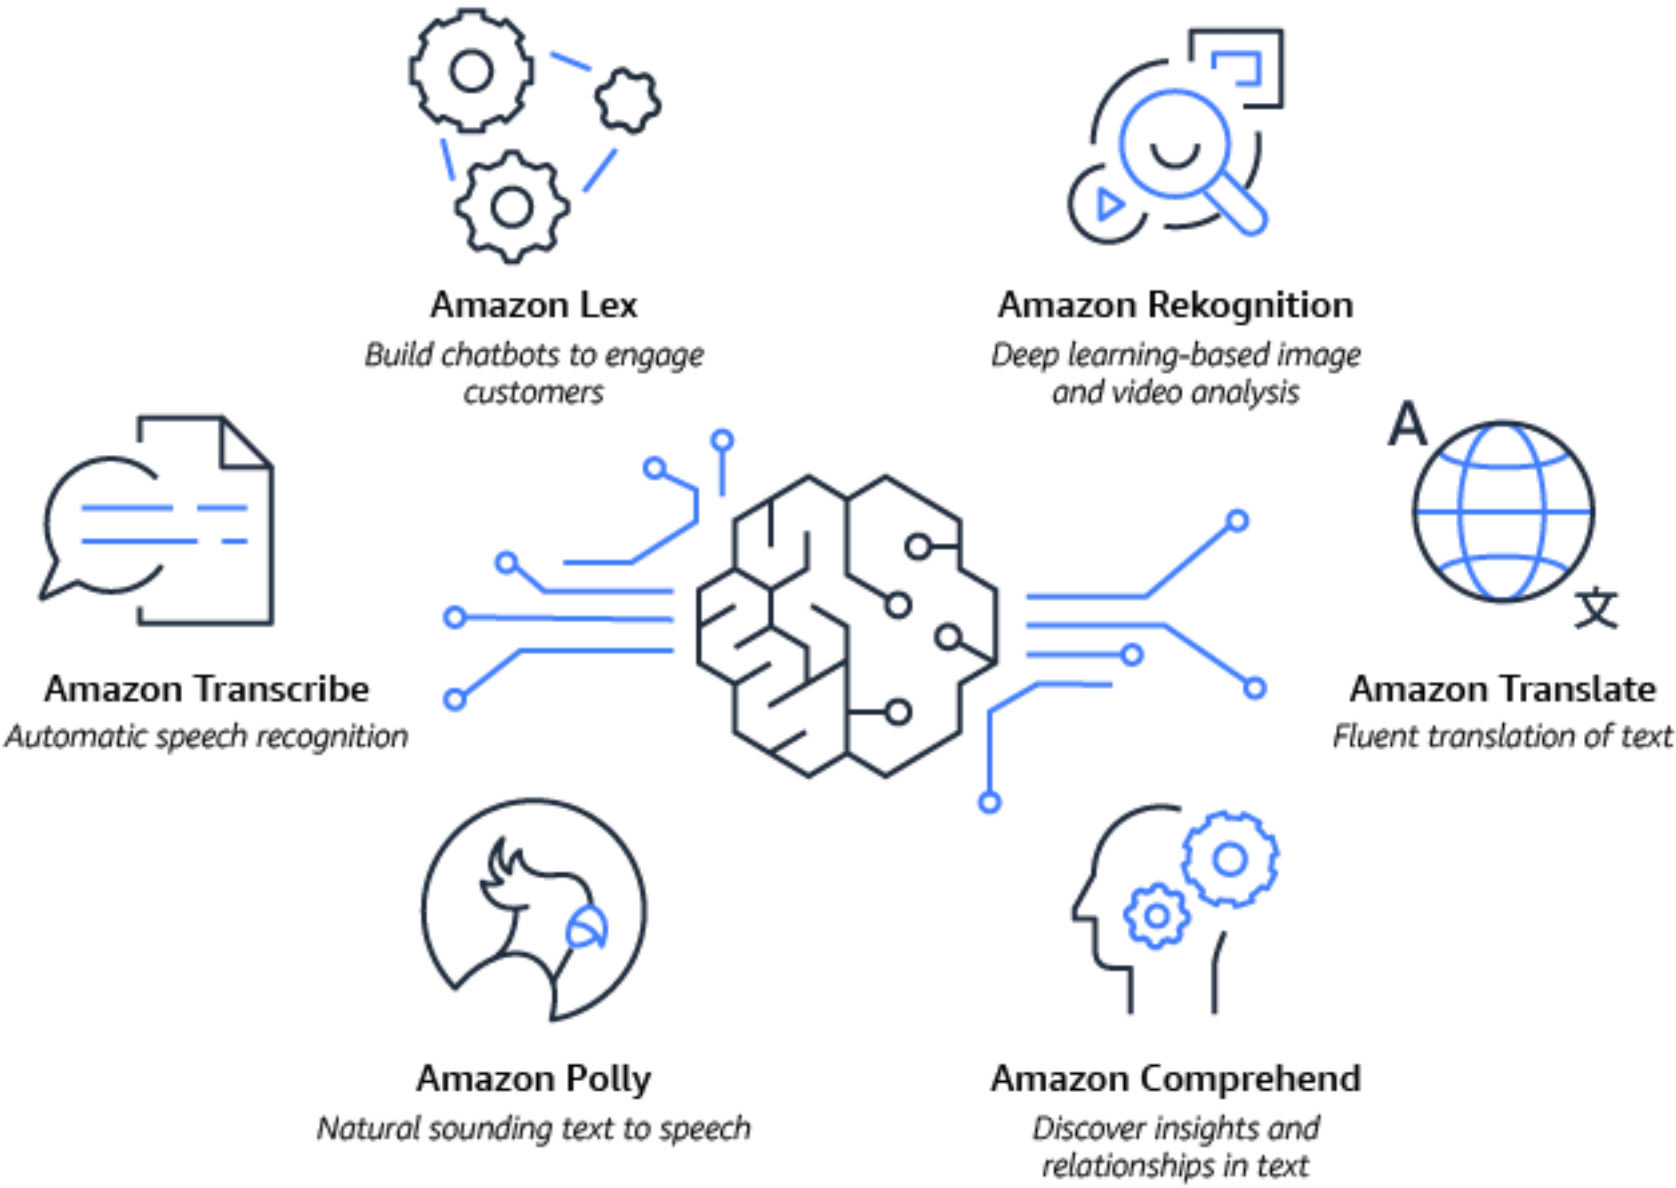 Amazon Lex
Build chatbots to engage
customers
Amazon Rekognition
Deep learning-based image
and video analysis
Amazon Transcribe
Automatic speech recognition
A
文
Amazon Translate
Fluent translation of text
Amazon Polly
Natural sounding text to speech
Amazon Comprehend
Discover insights and
relationships in text